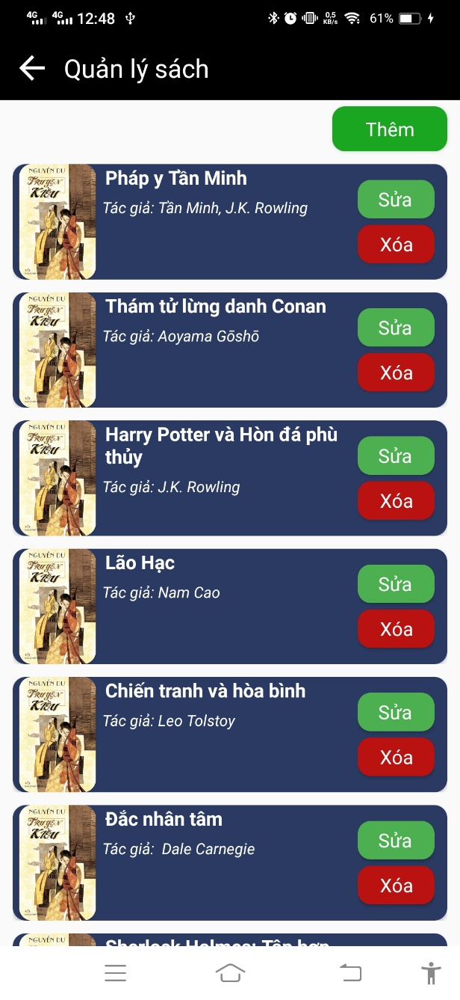 4G 4G 12:48 0,5 KB/s 61%
Quản lý sách
Thêm
NGUYỄN DU
Truyện
KIỀU
Pháp y Tần Minh
Tác giả: Tần Minh, J.K. Rowling
Sửa
Xóa
NGUYỄN DU
Truyện
KIỀU
Thám tử lừng danh Conan
Tác giả: Aoyama Gōshō
Sửa
Xóa
NGUYỄN DU
Truyện
KIỀU
Harry Potter và Hòn đá phù
thủy
Tác giả: J.K. Rowling
Sửa
Xóa
NGUYỄN DU
Truyện
KIỀU
Lão Hạc
Tác giả: Nam Cao
Sửa
Xóa
NGUYỄN DU
Truyện
KIỀU
Chiến tranh và hòa bình
Tác giả: Leo Tolstoy
Sửa
Xóa
NGUYỄN DU
Truyện
KIỀU
Đắc nhân tâm
Tác giả:  Dale Carnegie
Sửa
Xóa
NGUYỄN DU
Sherlock Holmes: Tận hơn